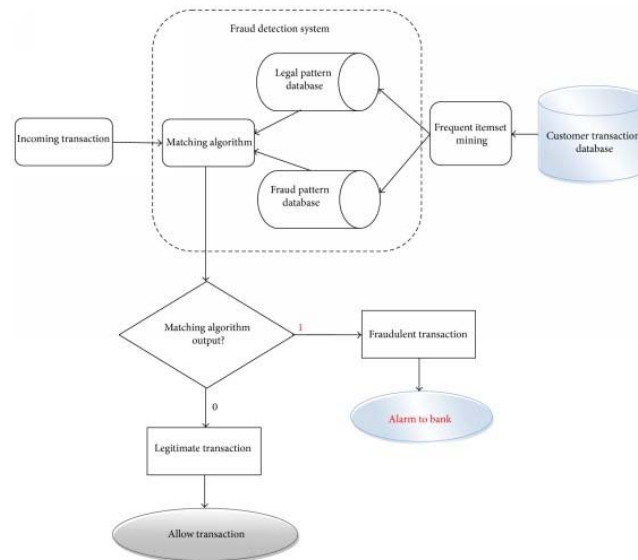 Fraud detection system
Legal pattern
database
Incoming transaction
Matching algorithm
Frequent itemset
mining
Customer transaction
database
Fraud pattern
database
Matching algorithm
output?
1
Fraudulent transaction
0
Alarm to bank
Legitimate transaction
Allow transaction